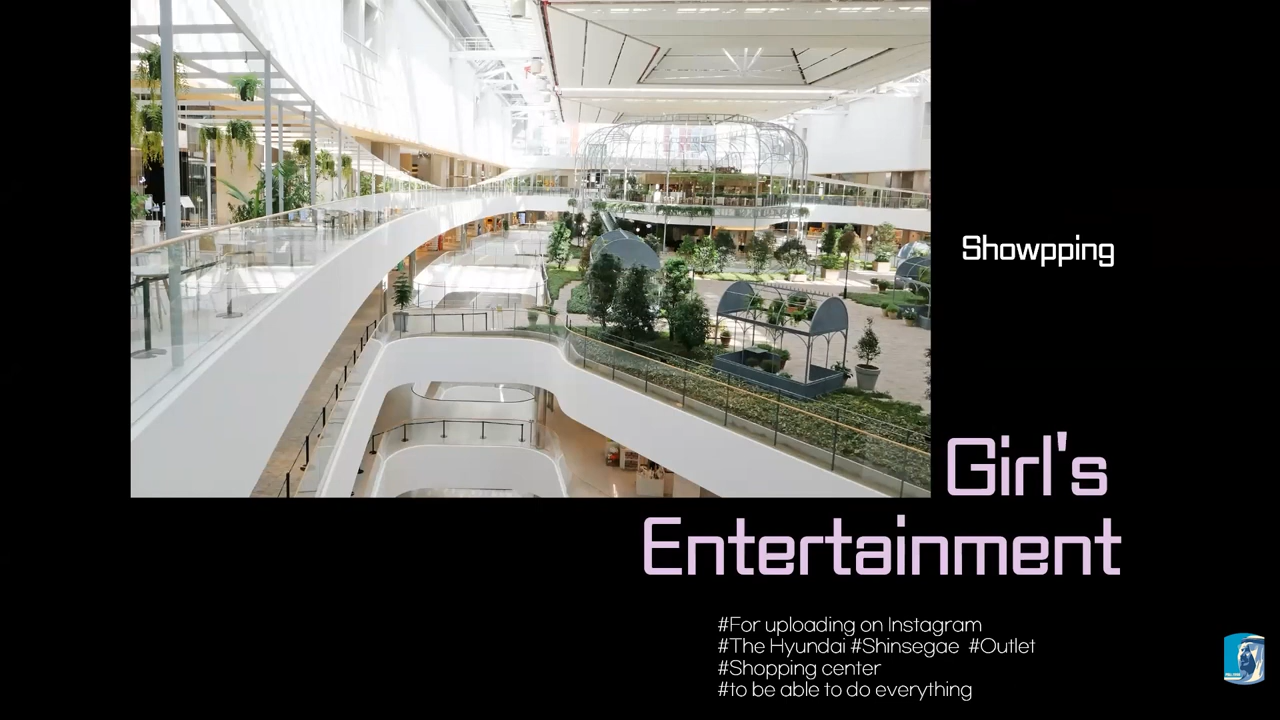 Showpping
Girl's
Entertainment
#For uploading on Instagram
#The Hyundai #Shinsegae #Outlet
#Shopping center
#to be able to do everything